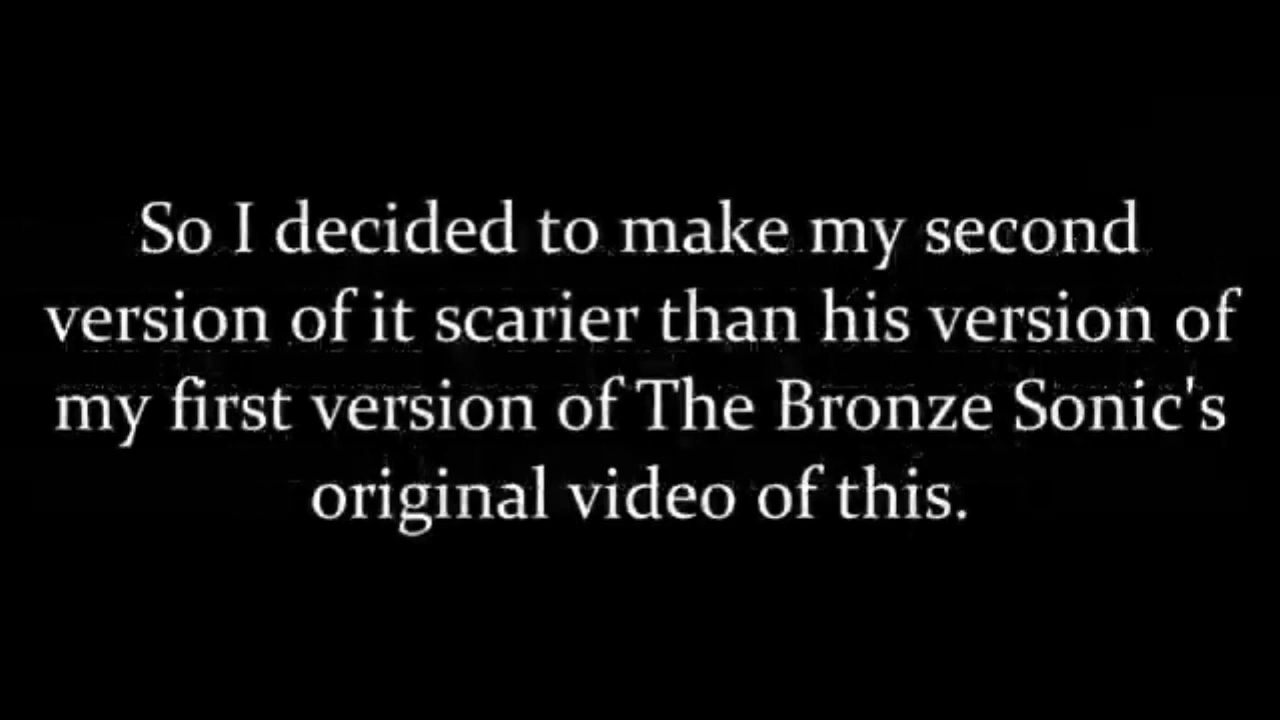 So I decided to make my second
version of it scarier than his version of
my first version of The Bronze Sonic's
original video of this.